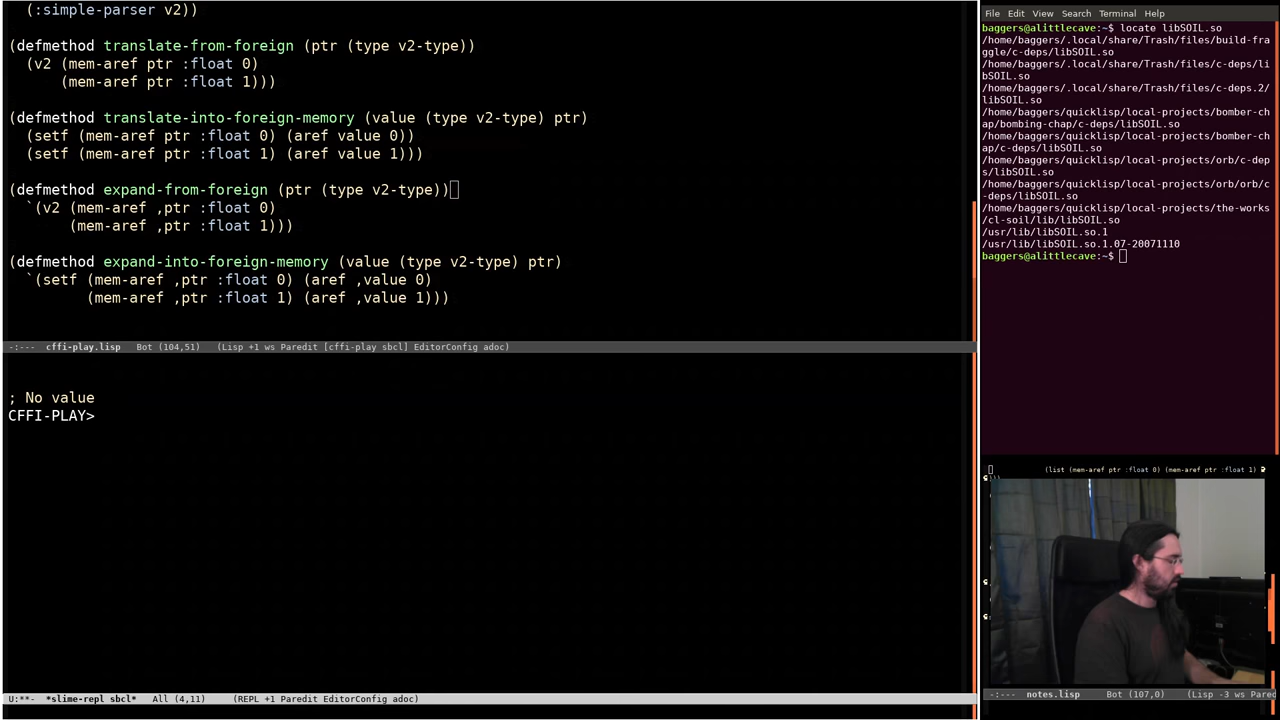 (:simple-parser v2))
(defmethod translate-from-foreign (ptr (type v2-type))
(v2 (mem-aref ptr :float 0)
(mem-aref ptr :float 1)))
(defmethod translate-into-foreign-memory (value (type v2-type) ptr)
(setf (mem-aref ptr :float 0) (aref value 0))
(setf (mem-aref ptr :float 1) (aref value 1)))
(defmethod expand-from-foreign (ptr (type v2-type))
`(v2 (mem-aref ,ptr :float 0)
(mem-aref ,ptr :float 1)))
(defmethod expand-into-foreign-memory (value (type v2-type) ptr)
`(setf (mem-aref ,ptr :float 0) (aref ,value 0)
(mem-aref ,ptr :float 1) (aref ,value 1)))
-:--- cffi-play.lisp Bot (104,51) (Lisp +1 ws Paredit [cffi-play sbcl] EditorConfig adoc)
; No value
CFFI-PLAY>
U:**- *slime-repl sbcl* All (4,11) (REPL +1 Paredit EditorConfig adoc)
File Edit View Search Terminal Help
baggers@alittlecave:~$ locate libSOIL.so
/home/baggers/.local/share/Trash/files/build-fra
ggle/c-deps/libSOIL.so
/home/baggers/.local/share/Trash/files/c-deps/li
bSOIL.so
/home/baggers/.local/share/Trash/files/c-deps.2/
libSOIL.so
/home/baggers/quicklisp/local-projects/bomber-ch
ap/bombing-chap/c-deps/libSOIL.so
/home/baggers/quicklisp/local-projects/bomber-ch
ap/c-deps/libSOIL.so
/home/baggers/quicklisp/local-projects/orb/c-dep
s/libSOIL.so
/home/baggers/quicklisp/local-projects/orb/orb/c
-deps/libSOIL.so
/home/baggers/quicklisp/local-projects/the-works
/cl-soil/lib/libSOIL.so
/usr/lib/libSOIL.so.1
/usr/lib/libSOIL.so.1.07-20071110
baggers@alittlecave:~$
(list (mem-aref ptr :float 0) (mem-aref ptr :float 1)
)))
-:--- notes.lisp Bot (107,0) (Lisp -3 ws Pared